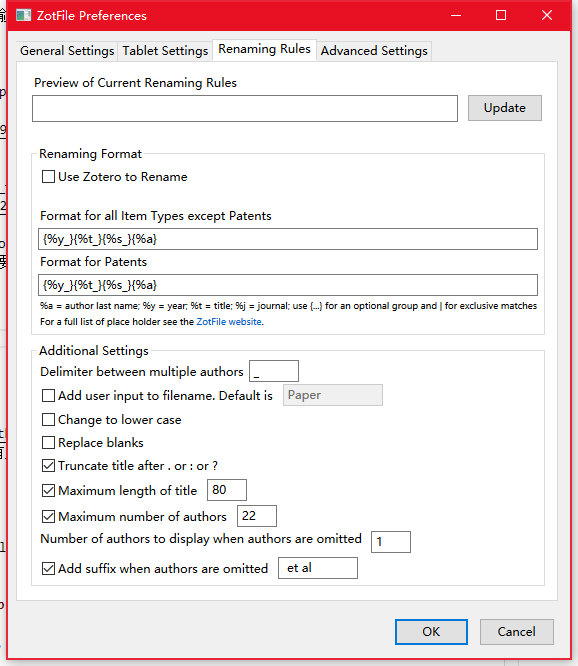 ZotFile Preferences
General Settings Tablet Settings Renaming Rules Advanced Settings
Preview of Current Renaming Rules
Update
Renaming Format
Use Zotero to Rename
Format for all Item Types except Patents
{%y_}{%t_}{%s_}{%a}
Format for Patents
{%y_}{%t_}{%s_}{%a}
%a = author last name; %y = year; %t = title; %j = journal; use {...} for an optional group and | for exclusive matches
For a full list of place holder see the ZotFile website.
Additional Settings
Delimiter between multiple authors _
Add user input to filename. Default is Paper
Change to lower case
Replace blanks
Truncate title after . or : or ?
Maximum length of title 80
Maximum number of authors 22
Number of authors to display when authors are omitted 1
Add suffix when authors are omitted et al
OK Cancel